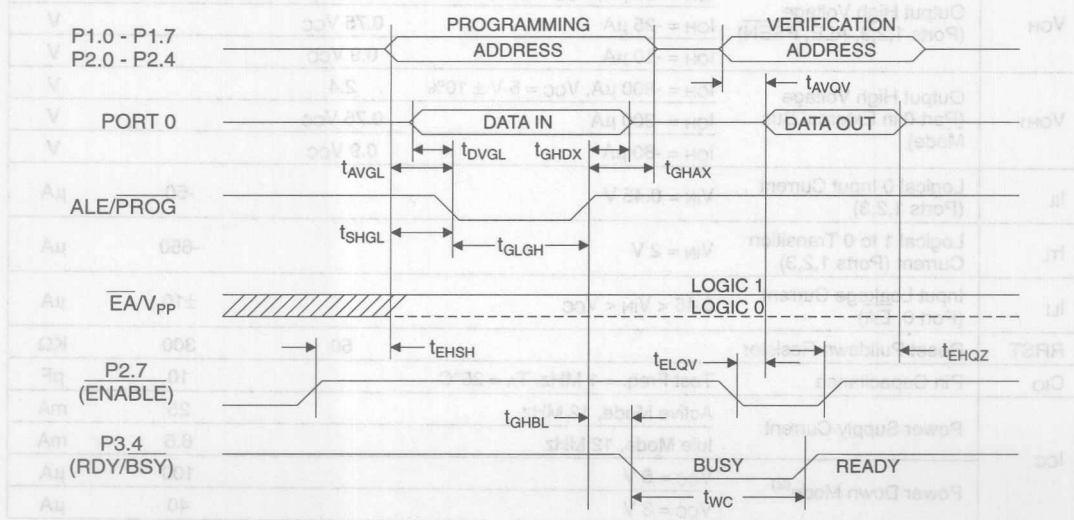 PROGRAMMING VERIFICATION
P1.0 - P1.7
P2.0 - P2.4
ADDRESS ADDRESS
tAVQV
PORT 0 DATA IN DATA OUT
tDVGL tGHDX
tAVGL tGHAX
ALE/PROG
tSHGL tGLGH
LOGIC 1
EA/VPP LOGIC 0
tEHSH tELQV tEHQZ
P2.7
(ENABLE)
tGHBL
P3.4
(RDY/BSY) BUSY READY
tWC